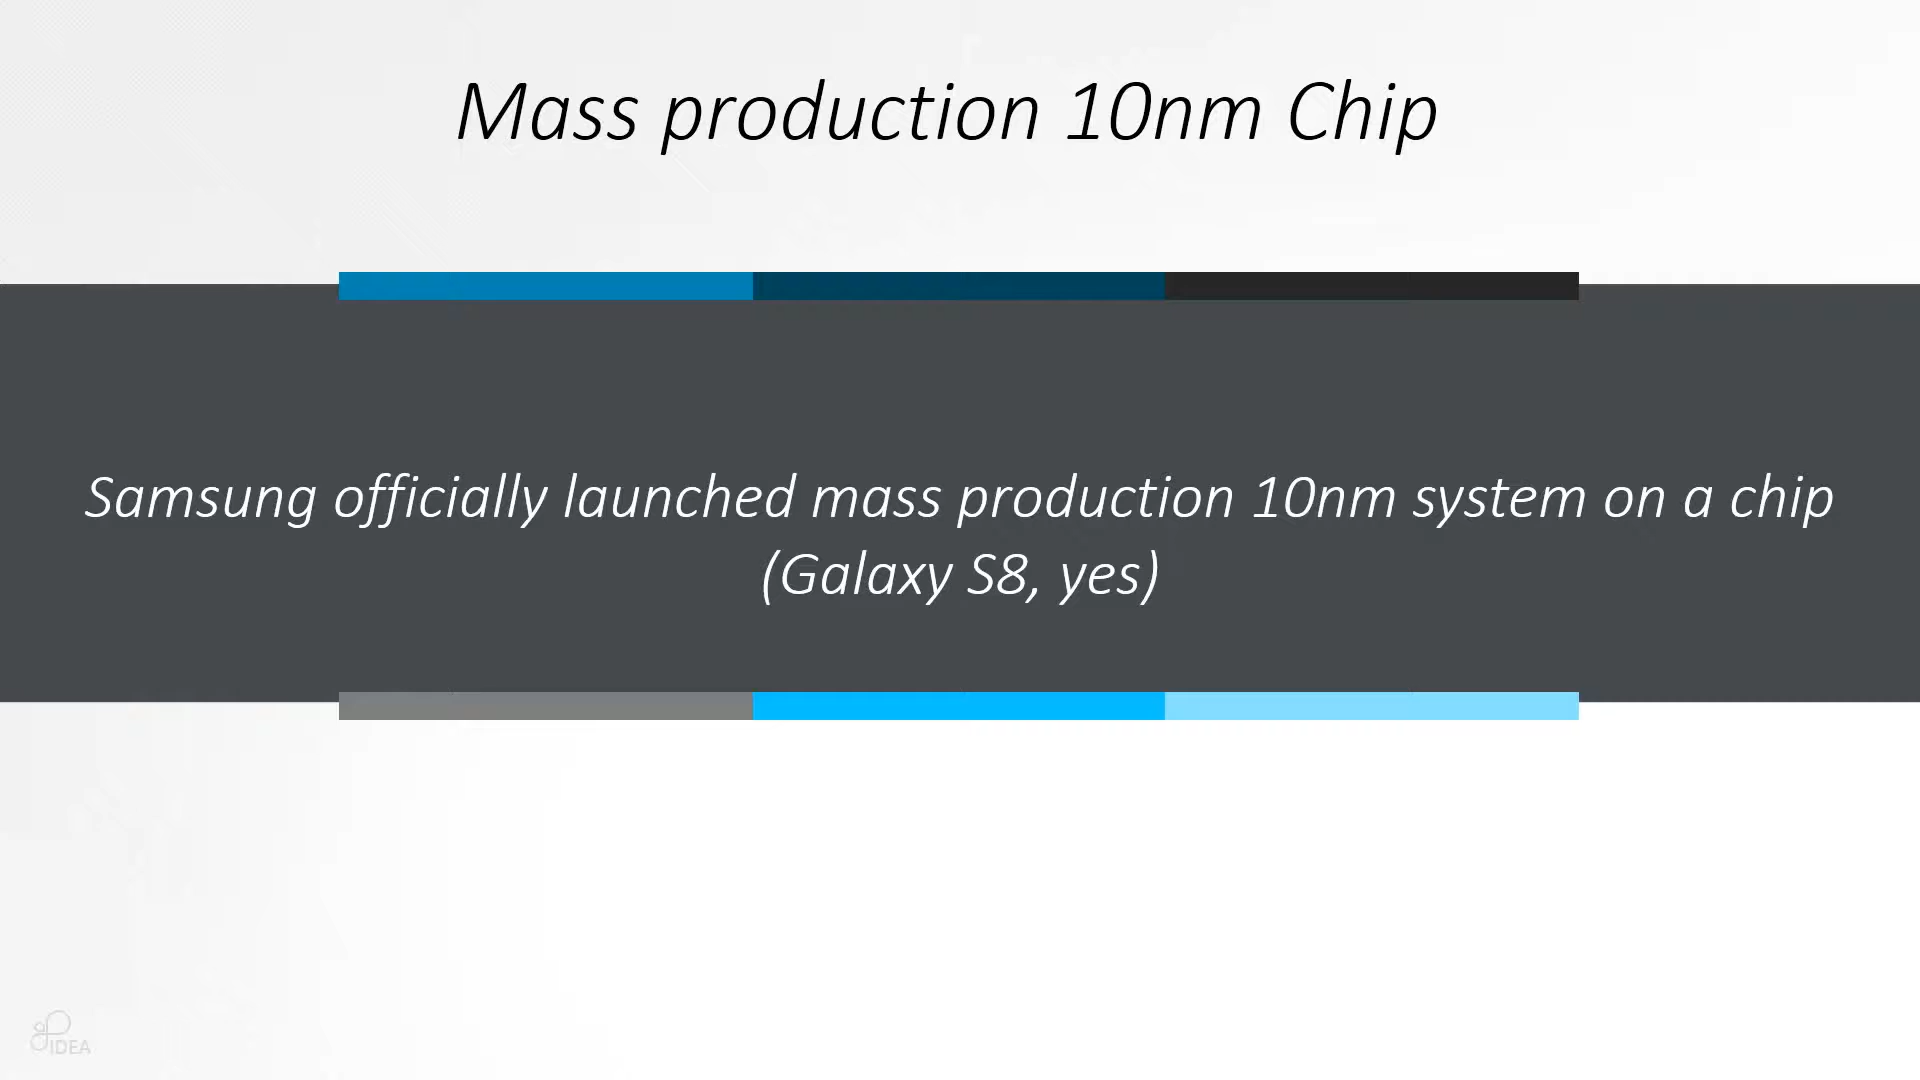 Mass production 10nm Chip
Samsung officially launched mass production 10nm system on a chip
(Galaxy S8, yes)
IDEA